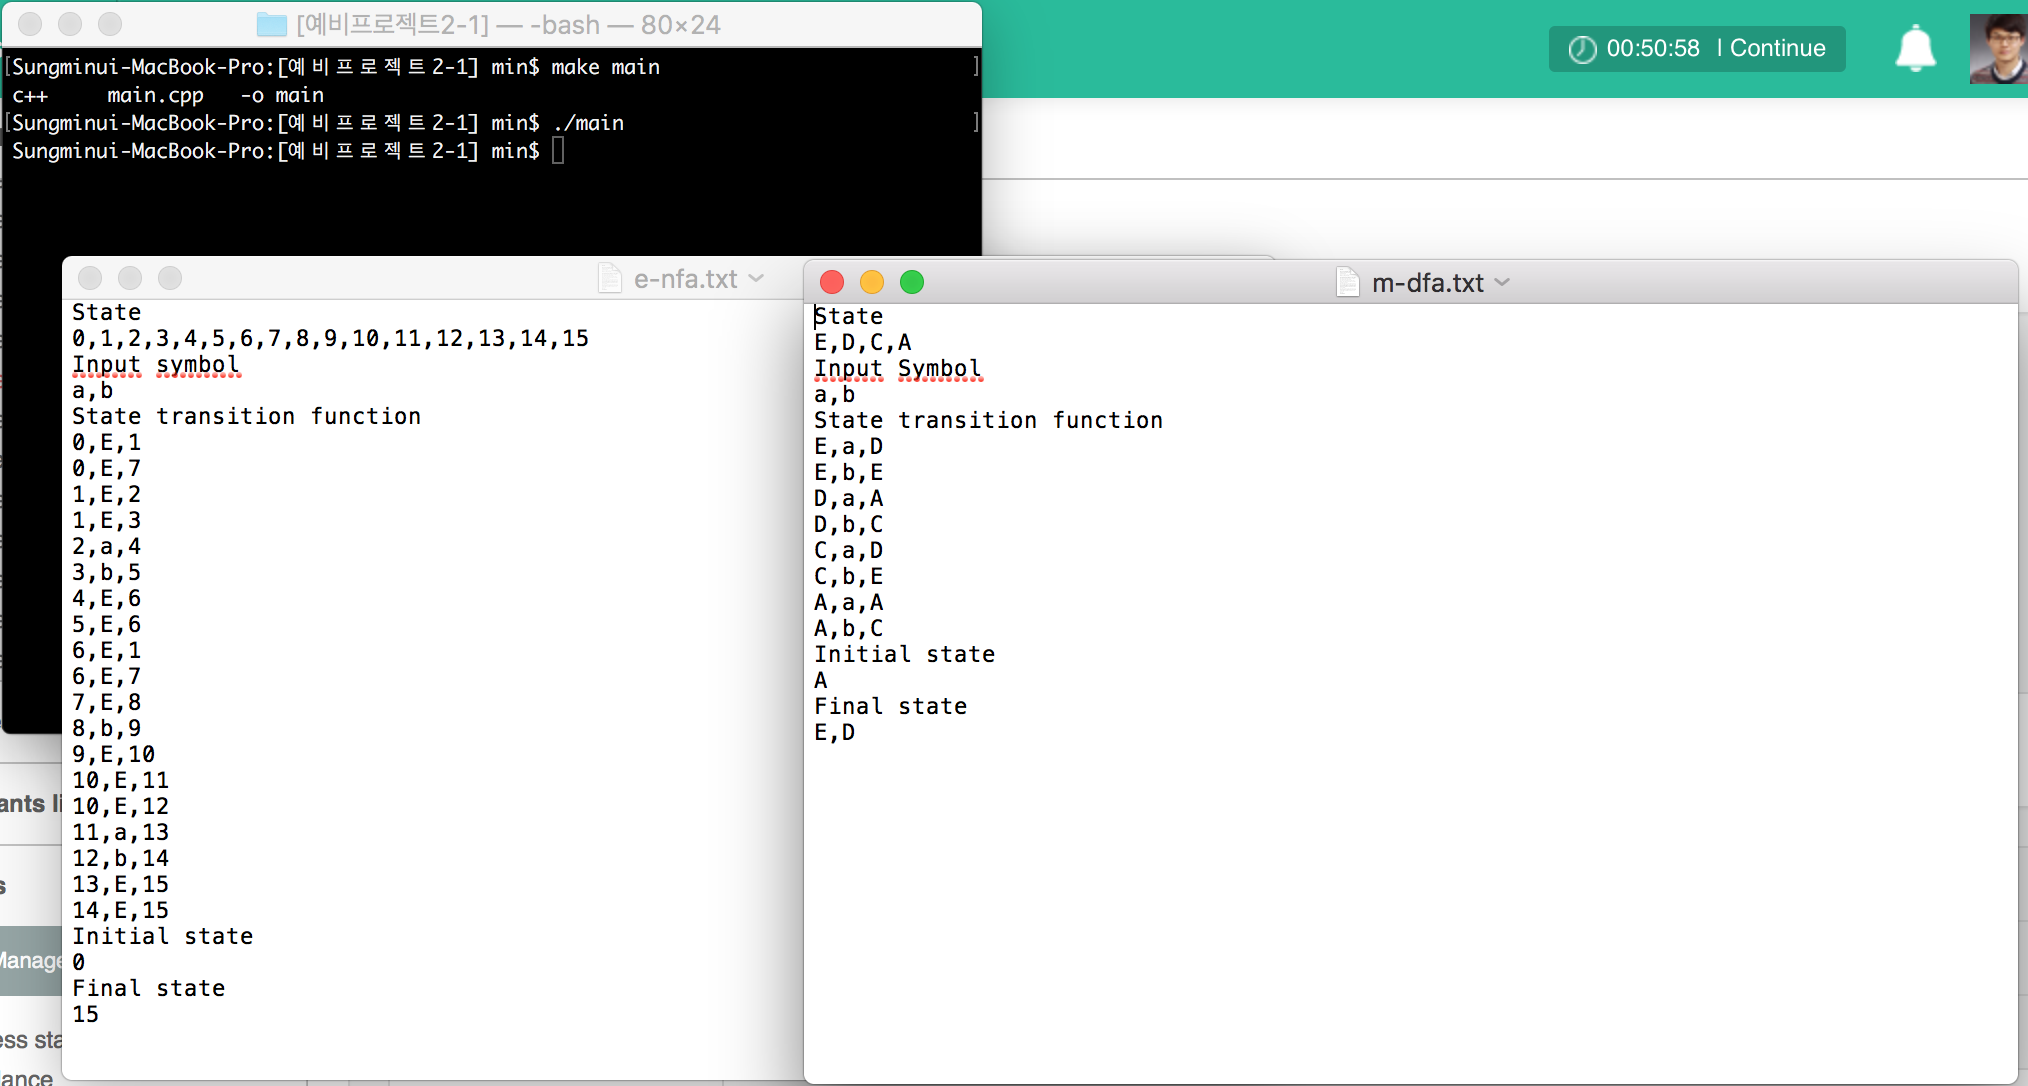 [예비프로젝트2-1] — -bash — 80×24
Sungminui-MacBook-Pro:[예비프로젝트2-1] min$ make main
c++     main.cpp   -o main
Sungminui-MacBook-Pro:[예비프로젝트2-1] min$ ./main
Sungminui-MacBook-Pro:[예비프로젝트2-1] min$
00:50:58 | Continue
e-nfa.txt
State
0,1,2,3,4,5,6,7,8,9,10,11,12,13,14,15
Input symbol
a,b
State transition function
0,E,1
0,E,7
1,E,2
1,E,3
2,a,4
3,b,5
4,E,6
5,E,6
6,E,1
6,E,7
7,E,8
8,b,9
9,E,10
10,E,11
10,E,12
11,a,13
12,b,14
13,E,15
14,E,15
Initial state
0
Final state
15
m-dfa.txt
State
E,D,C,A
Input Symbol
a,b
State transition function
E,a,D
E,b,E
D,a,A
D,b,C
C,a,D
C,b,E
A,a,A
A,b,C
Initial state
A
Final state
E,D